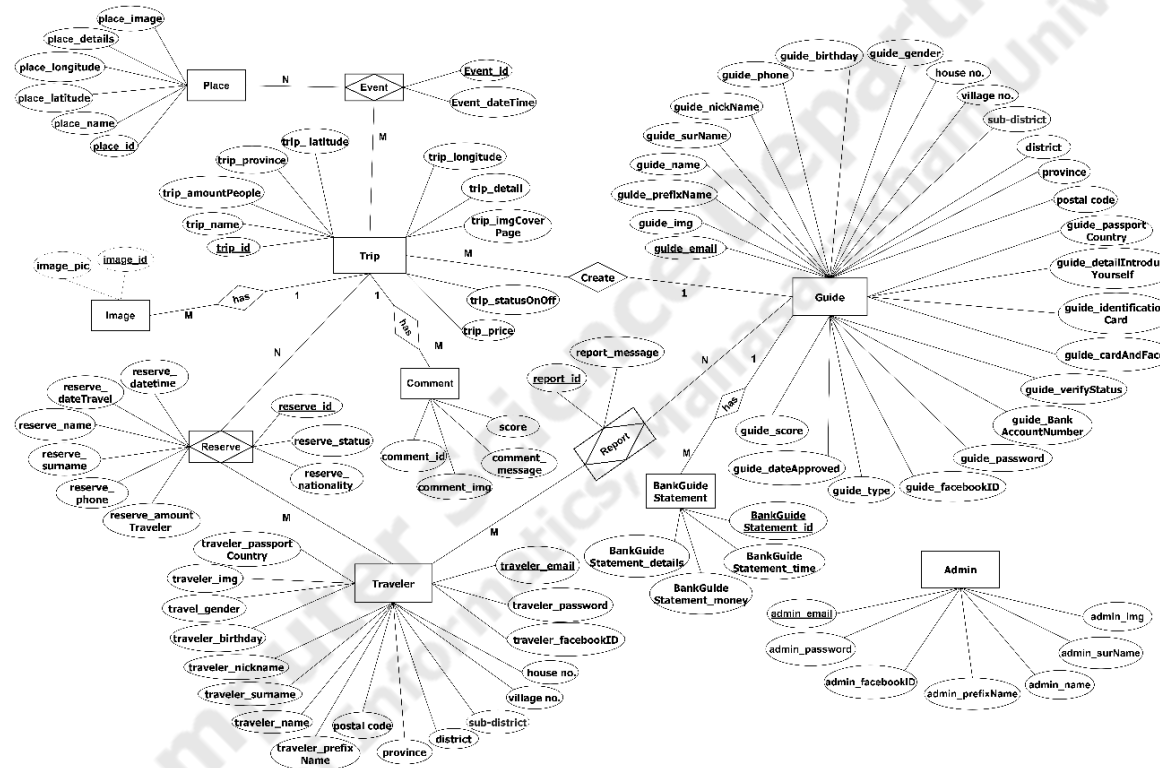 place_image
place_details
place_longitude
place_latitude
place_name
place_id
Place
N
Event
Event_id
Event_dateTime
M
trip_latitude
trip_province
trip_amountPeople
trip_name
trip_id
trip_longitude
trip_detail
trip_imgCover
Page
Trip
trip_statusOnOff
trip_price
M
Create
1
image_pic
image_id
Image
M
has
1
1
has
M
Comment
comment_id
comment_img
comment_
message
score
N
Reserve
M
reserve_
datetime
reserve_
dateTravel
reserve_name
reserve_
surname
reserve_
phone
reserve_amount
Traveler
reserve_id
reserve_status
reserve_
nationality
report_message
report_id
Report
N
M
guide_birthday
guide_gender
guide_phone
house no.
village no.
sub-district
guide_nickName
guide_surName
district
guide_name
province
guide_prefixName
postal code
guide_img
guide_passport
Country
guide_email
guide_detailIntrodu
Yourself
Guide
guide_identification
Card
guide_cardAndFace
guide_verifyStatus
guide_Bank
AccountNumber
guide_password
guide_facebookID
guide_type
guide_dateApproved
guide_score
1
has
M
BankGuide
Statement
BankGuide
Statement_id
BankGuide
Statement_time
BankGuide
Statement_money
BankGuide
Statement_details
Traveler
traveler_passport
Country
traveler_img
travel_gender
traveler_birthday
traveler_nickname
traveler_surname
traveler_name
traveler_prefix
Name
postal code
province
district
sub-district
village no.
house no.
traveler_facebookID
traveler_password
traveler_email
Admin
admin_email
admin_password
admin_facebookID
admin_prefixName
admin_name
admin_surName
admin_img